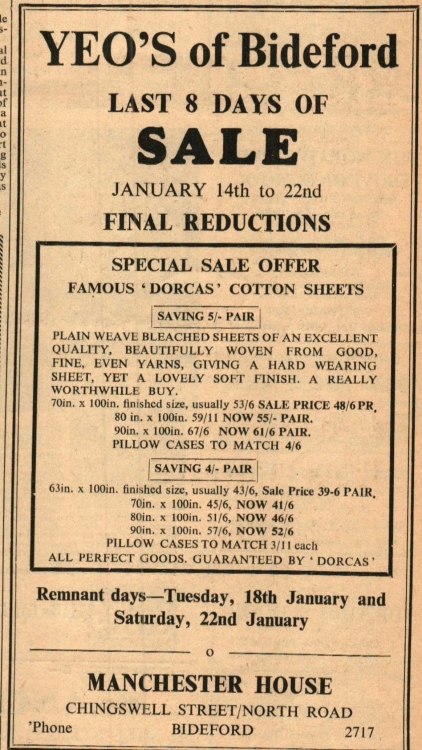 YEO'S of Bideford
LAST 8 DAYS OF
SALE
JANUARY 14th to 22nd
FINAL REDUCTIONS
SPECIAL SALE OFFER
FAMOUS 'DORCAS' COTTON SHEETS
SAVING 5/- PAIR
PLAIN WEAVE BLEACHED SHEETS OF AN EXCELLENT
QUALITY, BEAUTIFULLY WOVEN FROM GOOD,
FINE, EVEN YARNS, GIVING A HARD WEARING
SHEET, YET A LOVELY SOFT FINISH. A REALLY
WORTHWHILE BUY.
70in. x 100in. finished size, usually 53/6 SALE PRICE 48/6 PR.
80 in. x 100in. 59/11 NOW 55/- PAIR.
90in. x 100in. 67/6 NOW 61/6 PAIR.
PILLOW CASES TO MATCH 4/6
SAVING 4/- PAIR
63in. x 100in. finished size, usually 43/6, Sale Price 39-6 PAIR.
70in. x 100in. 45/6, NOW 41/6
80in. x 100in. 51/6, NOW 46/6
90in. x 100in. 57/6, NOW 52/6
PILLOW CASES TO MATCH 3/11 each
ALL PERFECT GOODS. GUARANTEED BY 'DORCAS'
Remnant days—Tuesday, 18th January and
Saturday, 22nd January
o
MANCHESTER HOUSE
CHINGSWELL STREET/NORTH ROAD
'Phone BIDEFORD 2717